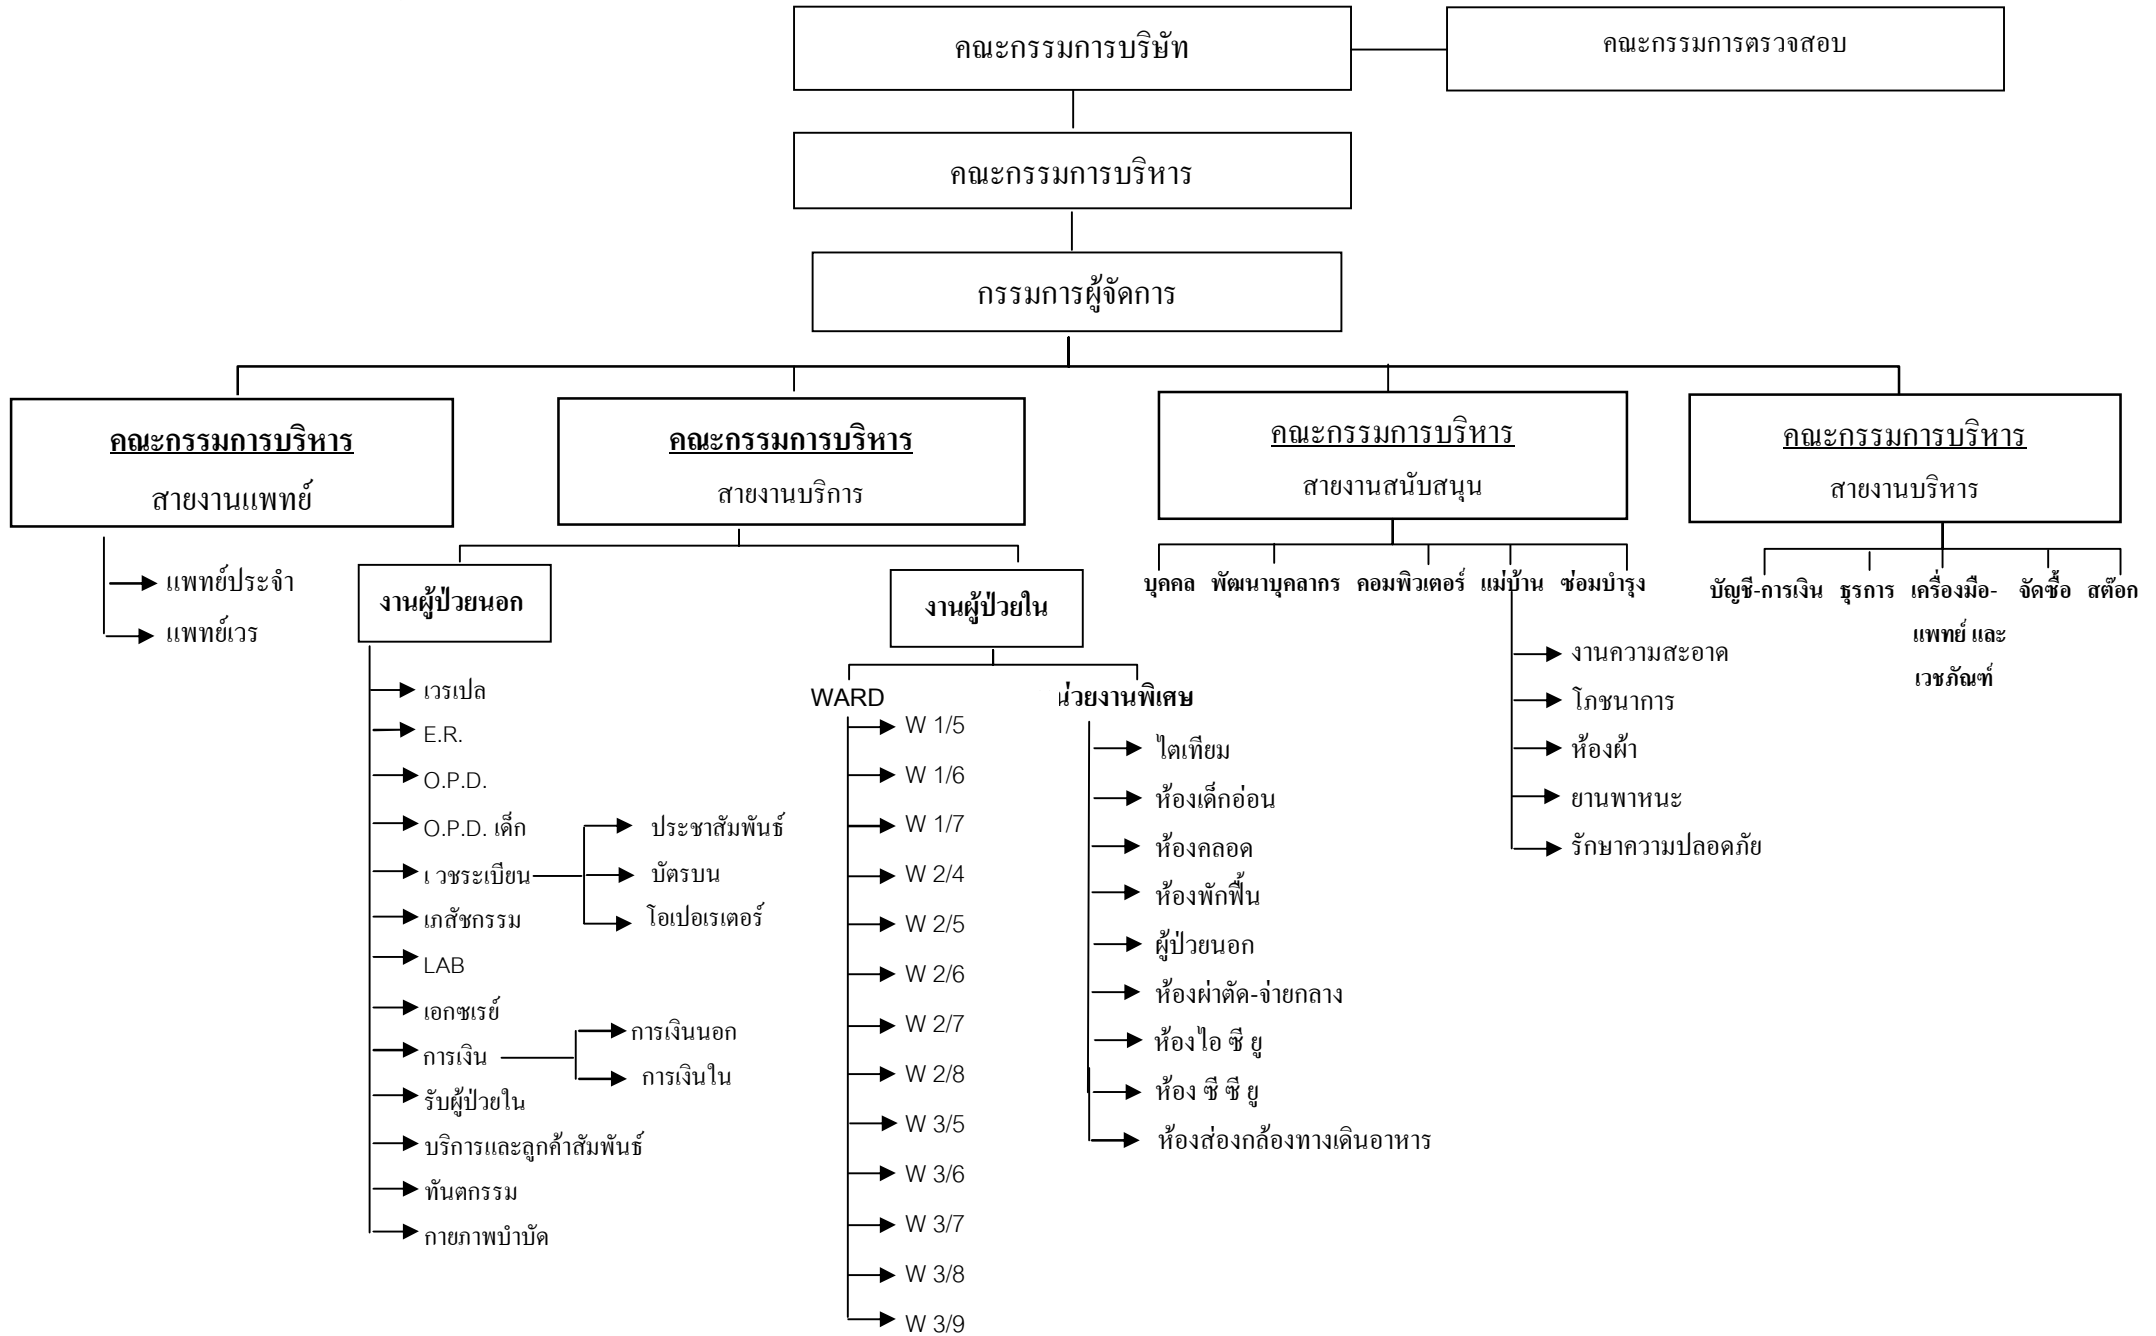 คณะกรรมการบริษัท
คณะกรรมการตรวจสอบ
คณะกรรมการบริหาร
กรรมการผู้จัดการ
คณะกรรมการบริหาร
สายงานแพทย์
คณะกรรมการบริหาร
สายงานบริการ
คณะกรรมการบริหาร
สายงานสนับสนุน
คณะกรรมการบริหาร
สายงานบริหาร
แพทย์ประจำ
แพทย์เวร
งานผู้ป่วยนอก
เวรเปล
E.R.
O.P.D.
O.P.D. เด็ก
เวชระเบียน
ประชาสัมพันธ์
บัตรบน
โอเปอเรเตอร์
เภสัชกรรม
LAB
เอกซเรย์
การเงิน
การเงินนอก
การเงินใน
รับผู้ป่วยใน
บริการและลูกค้าสัมพันธ์
ทันตกรรม
กายภาพบำบัด
งานผู้ป่วยใน
WARD
W 1/5
W 1/6
W 1/7
W 2/4
W 2/5
W 2/6
W 2/7
W 2/8
W 3/5
W 3/6
W 3/7
W 3/8
W 3/9
น่วยงานพิเศษ
ไตเทียม
ห้องเด็กอ่อน
ห้องคลอด
ห้องพักฟื้น
ผู้ป่วยนอก
ห้องผ่าตัด-จ่ายกลาง
ห้องไอ ซี ยู
ห้อง ซี ซี ยู
ห้องส่องกล้องทางเดินอาหาร
บุคคล
พัฒนาบุคลากร
คอมพิวเตอร์
แม่บ้าน
ซ่อมบำรุง
งานความสะอาด
โภชนาการ
ห้องผ้า
ยานพาหนะ
รักษาความปลอดภัย
บัญชี-การเงิน
ธุรการ
เครื่องมือ-
แพทย์ และ
เวชภัณฑ์
จัดซื้อ
สต๊อก